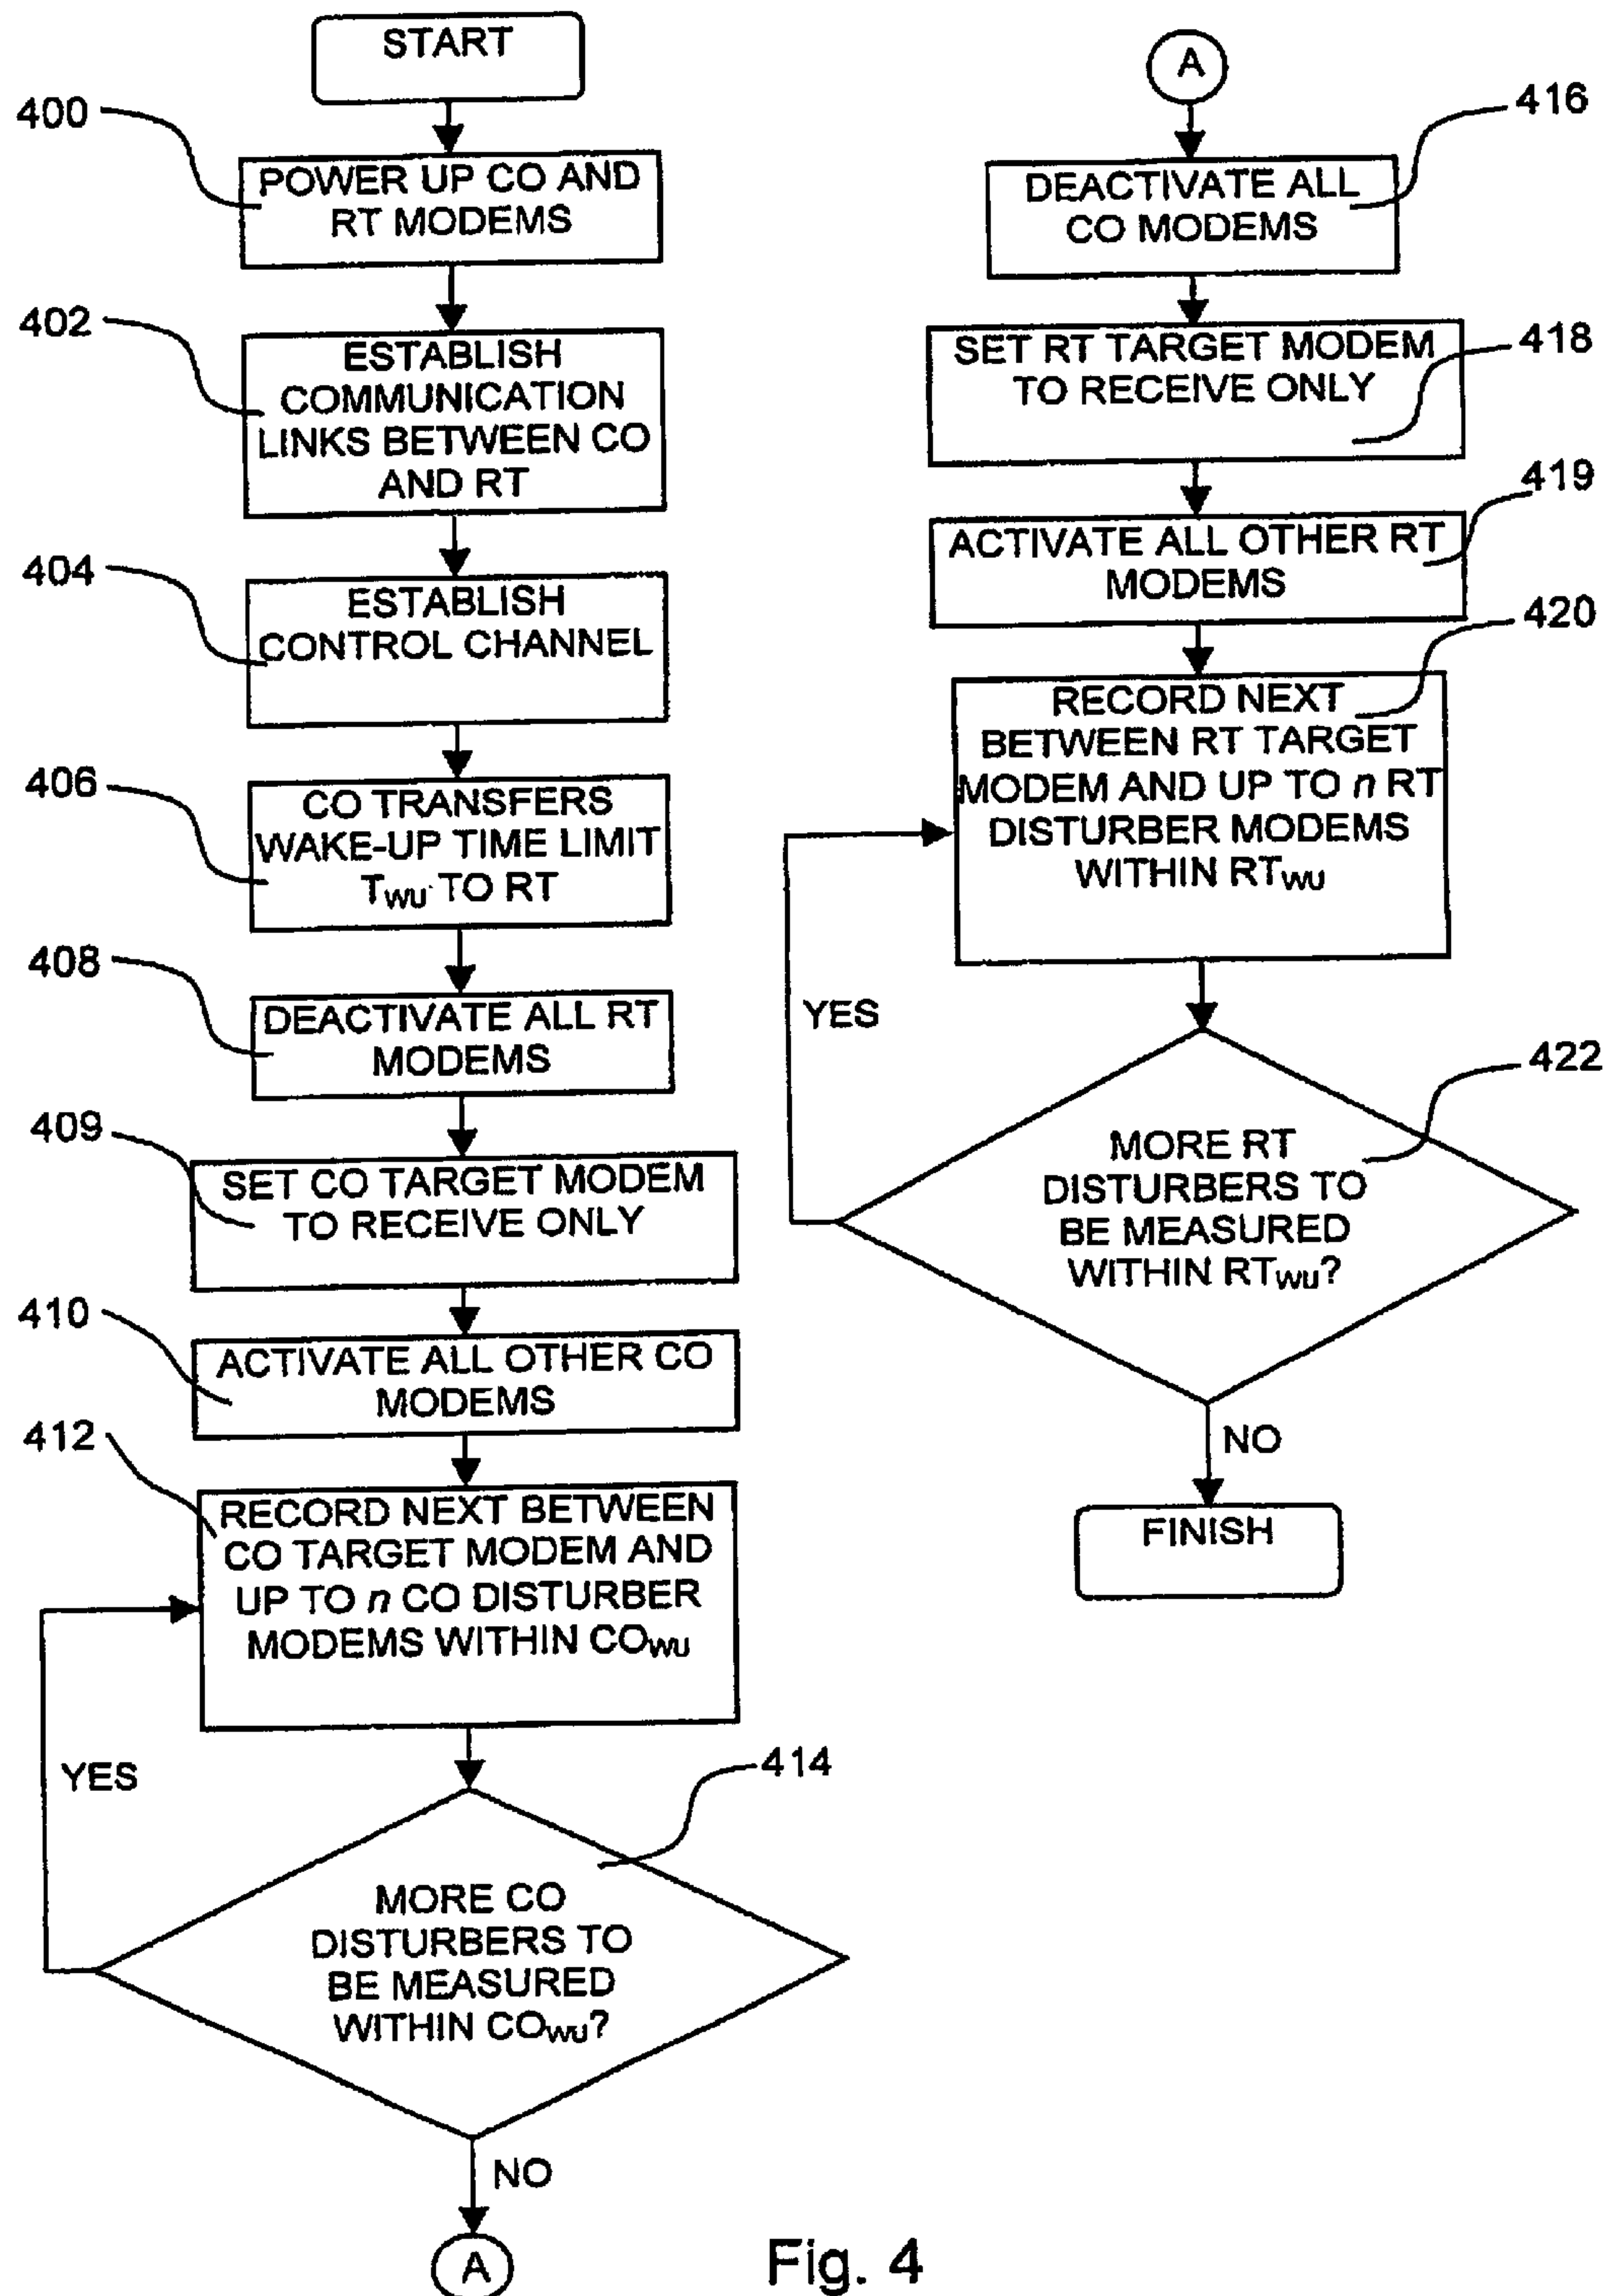 START
400
POWER UP CO AND
RT MODEMS
402
ESTABLISH
COMMUNICATION
LINKS BETWEEN CO
AND RT
404
ESTABLISH
CONTROL CHANNEL
406
CO TRANSFERS
WAKE-UP TIME LIMIT
TWU TO RT
408
DEACTIVATE ALL RT
MODEMS
409
SET CO TARGET MODEM
TO RECEIVE ONLY
410
ACTIVATE ALL OTHER CO
MODEMS
412
RECORD NEXT BETWEEN
CO TARGET MODEM AND
UP TO n CO DISTURBER
MODEMS WITHIN COWU
YES
414
MORE CO
DISTURBERS TO
BE MEASURED
WITHIN COWU?
NO
A
A
416
DEACTIVATE ALL
CO MODEMS
SET RT TARGET MODEM
TO RECEIVE ONLY
418
419
ACTIVATE ALL OTHER RT
MODEMS
420
RECORD NEXT
BETWEEN RT TARGET
MODEM AND UP TO n RT
DISTURBER MODEMS
WITHIN RTWU
YES
422
MORE RT
DISTURBERS TO
BE MEASURED
WITHIN RTWU?
NO
FINISH
Fig. 4